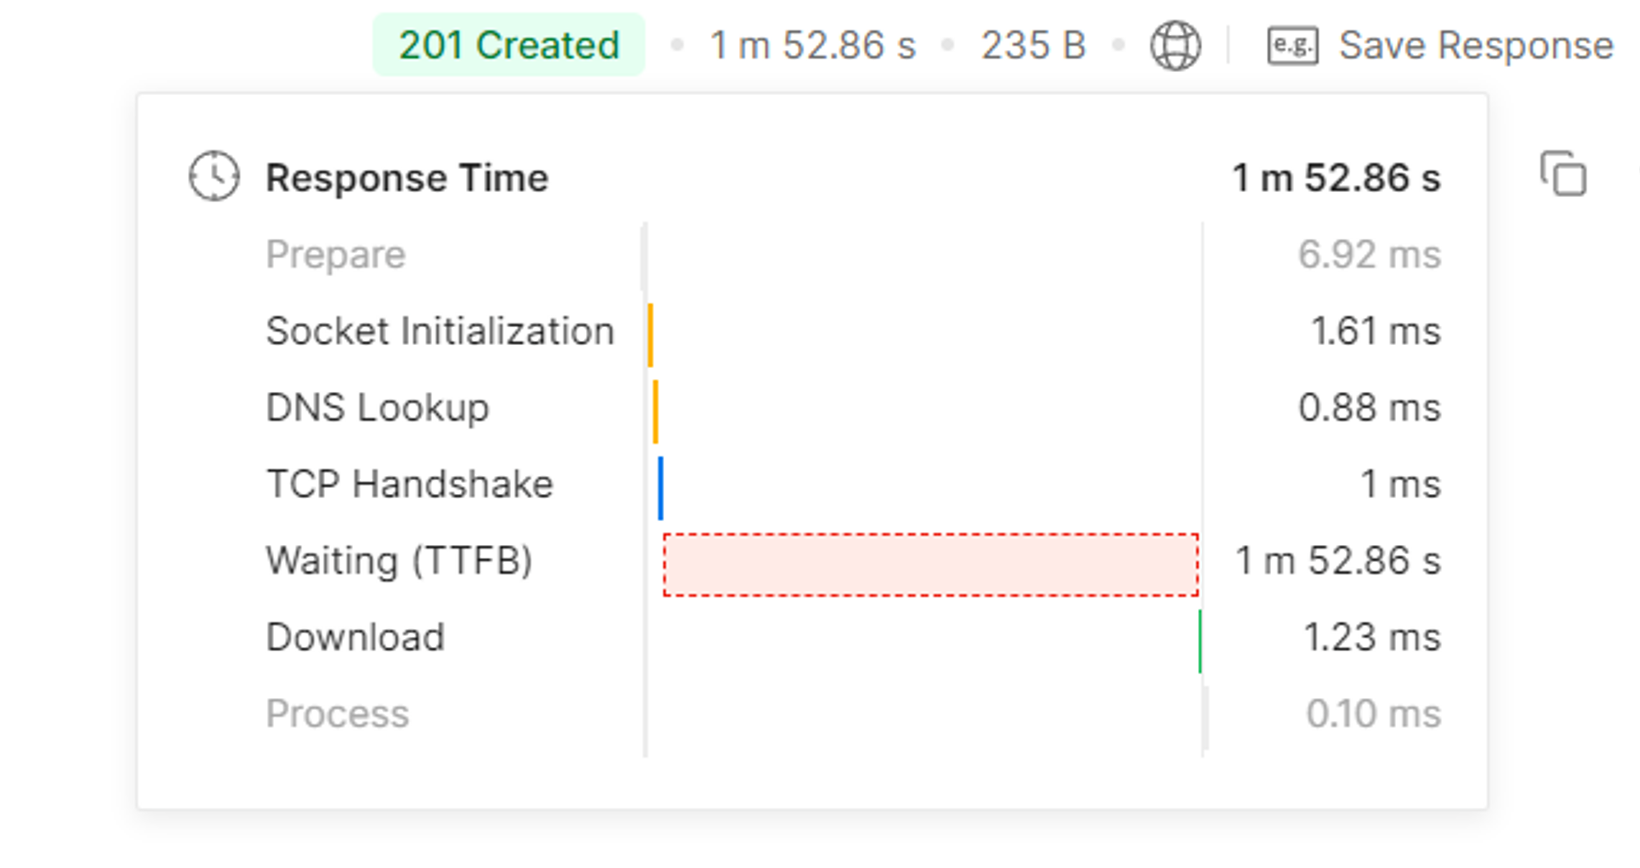 201 Created 1 m 52.86 s 235 B e.g. Save Response
Response Time 1 m 52.86 s
Prepare 6.92 ms
Socket Initialization 1.61 ms
DNS Lookup 0.88 ms
TCP Handshake 1 ms
Waiting (TTFB) 1 m 52.86 s
Download 1.23 ms
Process 0.10 ms